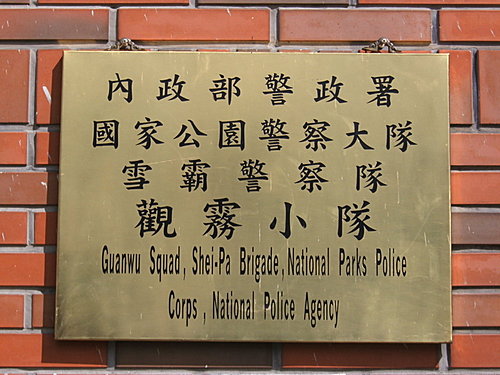 內政部警政署
國家公園警察大隊
雪霸警察隊
觀霧小隊
Guanwu Squad, Shei-Pa Brigade, National Parks Police
Corps , National Police Agency